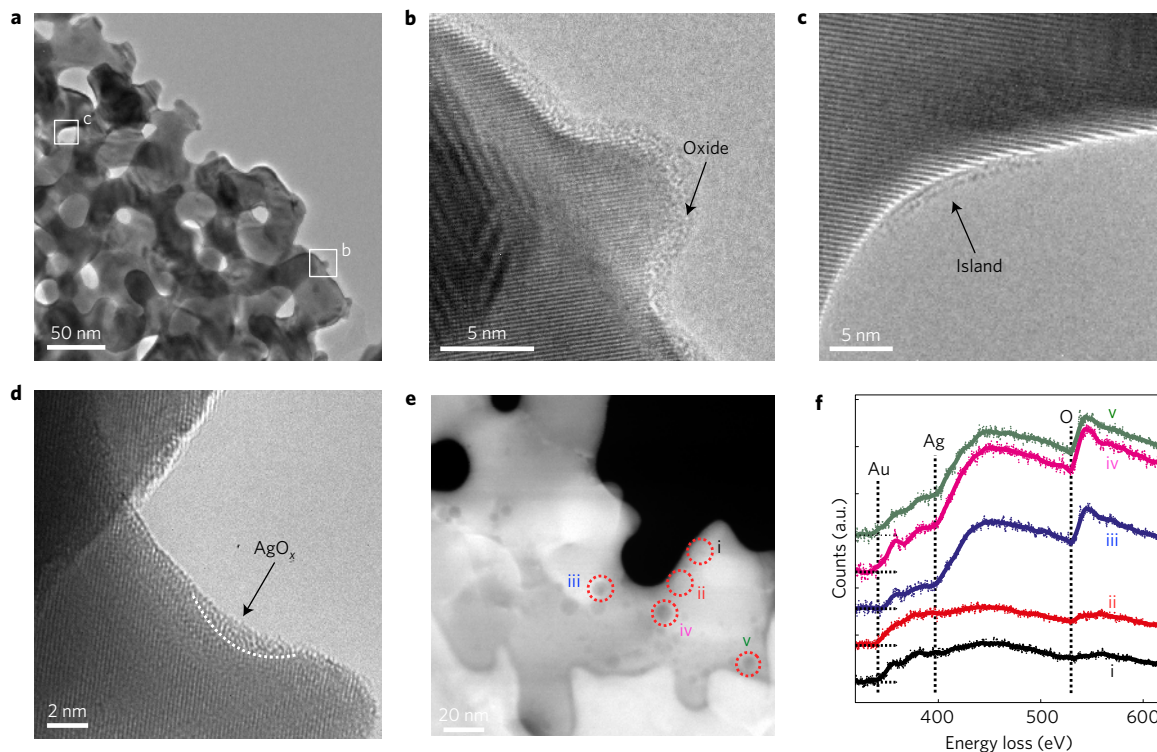 a
c
b
50 nm
b
Oxide
5 nm
c
Island
5 nm
d
AgOₓ
2 nm
e
i
ii
iii
iv
v
20 nm
f
Counts (a.u.)
Au
Ag
O
v
iv
iii
ii
i
400
500
600
Energy loss (eV)